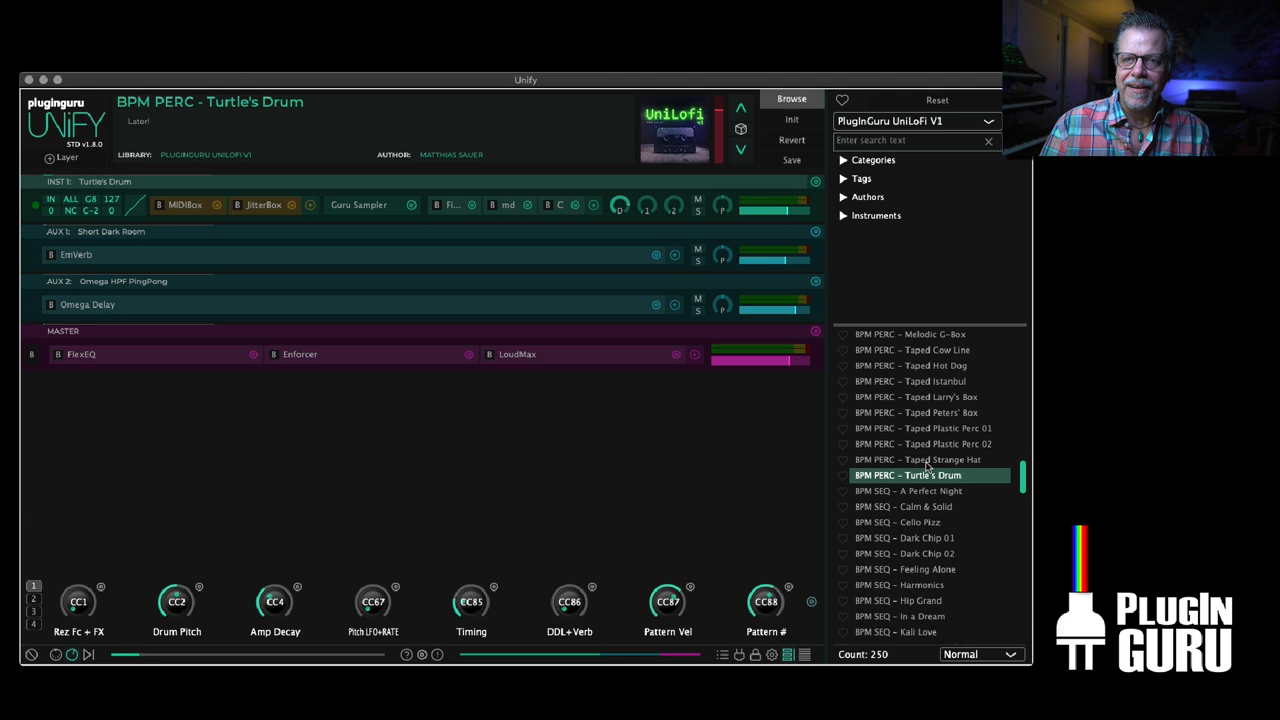 Unify
pluginguru
UNIFY
STD v1.8.0
Layer
BPM PERC - Turtle's Drum
Later!
LIBRARY: PLUGINGURU UNILOFI V1
AUTHOR: MATTHIAS SAUER
UniLoFi
V1
Browse
Init
Revert
Save
Reset
PlugInGuru UniLoFi V1
Enter search text
Categories
Tags
Authors
Instruments
INST 1: Turtle's Drum
IN ALL G8 127
0 NC C-2 0
B MIDIBox
B JitterBox
Guru Sampler
B Fi...
B md
B C
D 1 2
M
S
P
AUX 1: Short Dark Room
B EmVerb
M
S
P
AUX 2: Omega HPF PingPong
B Omega Delay
M
S
P
MASTER
B
B FlexEQ
B Enforcer
B LoudMax
BPM PERC - Melodic G-Box
BPM PERC - Taped Cow Line
BPM PERC - Taped Hot Dog
BPM PERC - Taped Istanbul
BPM PERC - Taped Larry's Box
BPM PERC - Taped Peters' Box
BPM PERC - Taped Plastic Perc 01
BPM PERC - Taped Plastic Perc 02
BPM PERC - Taped Strange Hat
BPM PERC - Turtle's Drum
BPM SEQ - A Perfect Night
BPM SEQ - Calm & Solid
BPM SEQ - Cello Pizz
BPM SEQ - Dark Chip 01
BPM SEQ - Dark Chip 02
BPM SEQ - Feeling Alone
BPM SEQ - Harmonics
BPM SEQ - Hip Grand
BPM SEQ - In a Dream
BPM SEQ - Kali Love
Count: 250
Normal
1
2
3
4
CC1
CC2
CC4
CC67
CC85
CC86
CC87
CC88
Rez Fc + FX
Drum Pitch
Amp Decay
Pitch LFO+RATE
Timing
DDL+Verb
Pattern Vel
Pattern #
PLUGIN
GURU